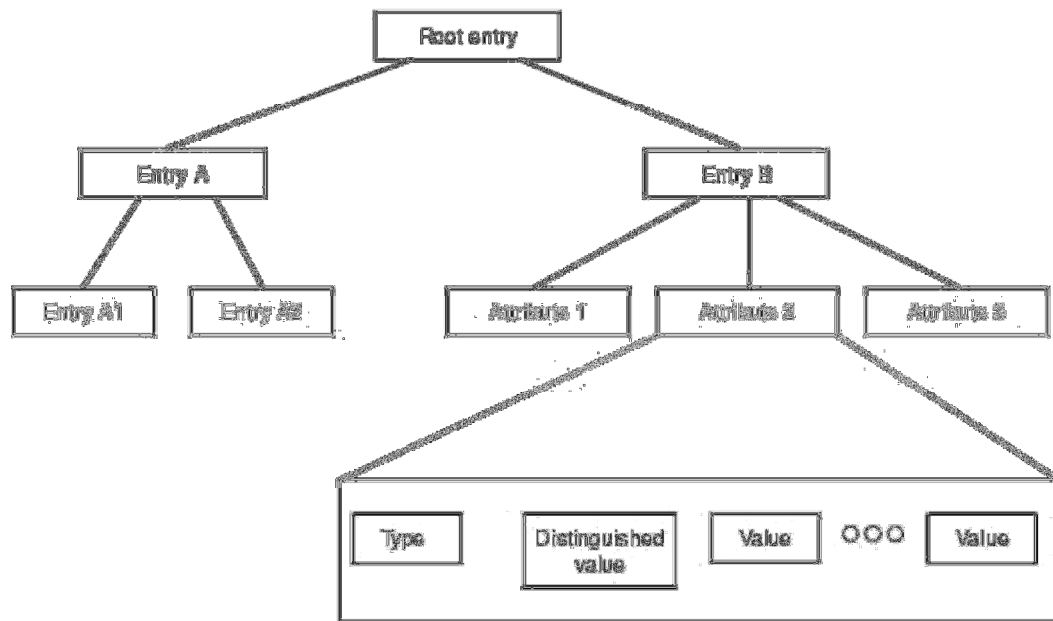 Root entry
Entry A
Entry B
Entry A1
Entry A2
Attribute 1
Attribute 2
Attribute 3
Type
Distinguished
value
Value
Value